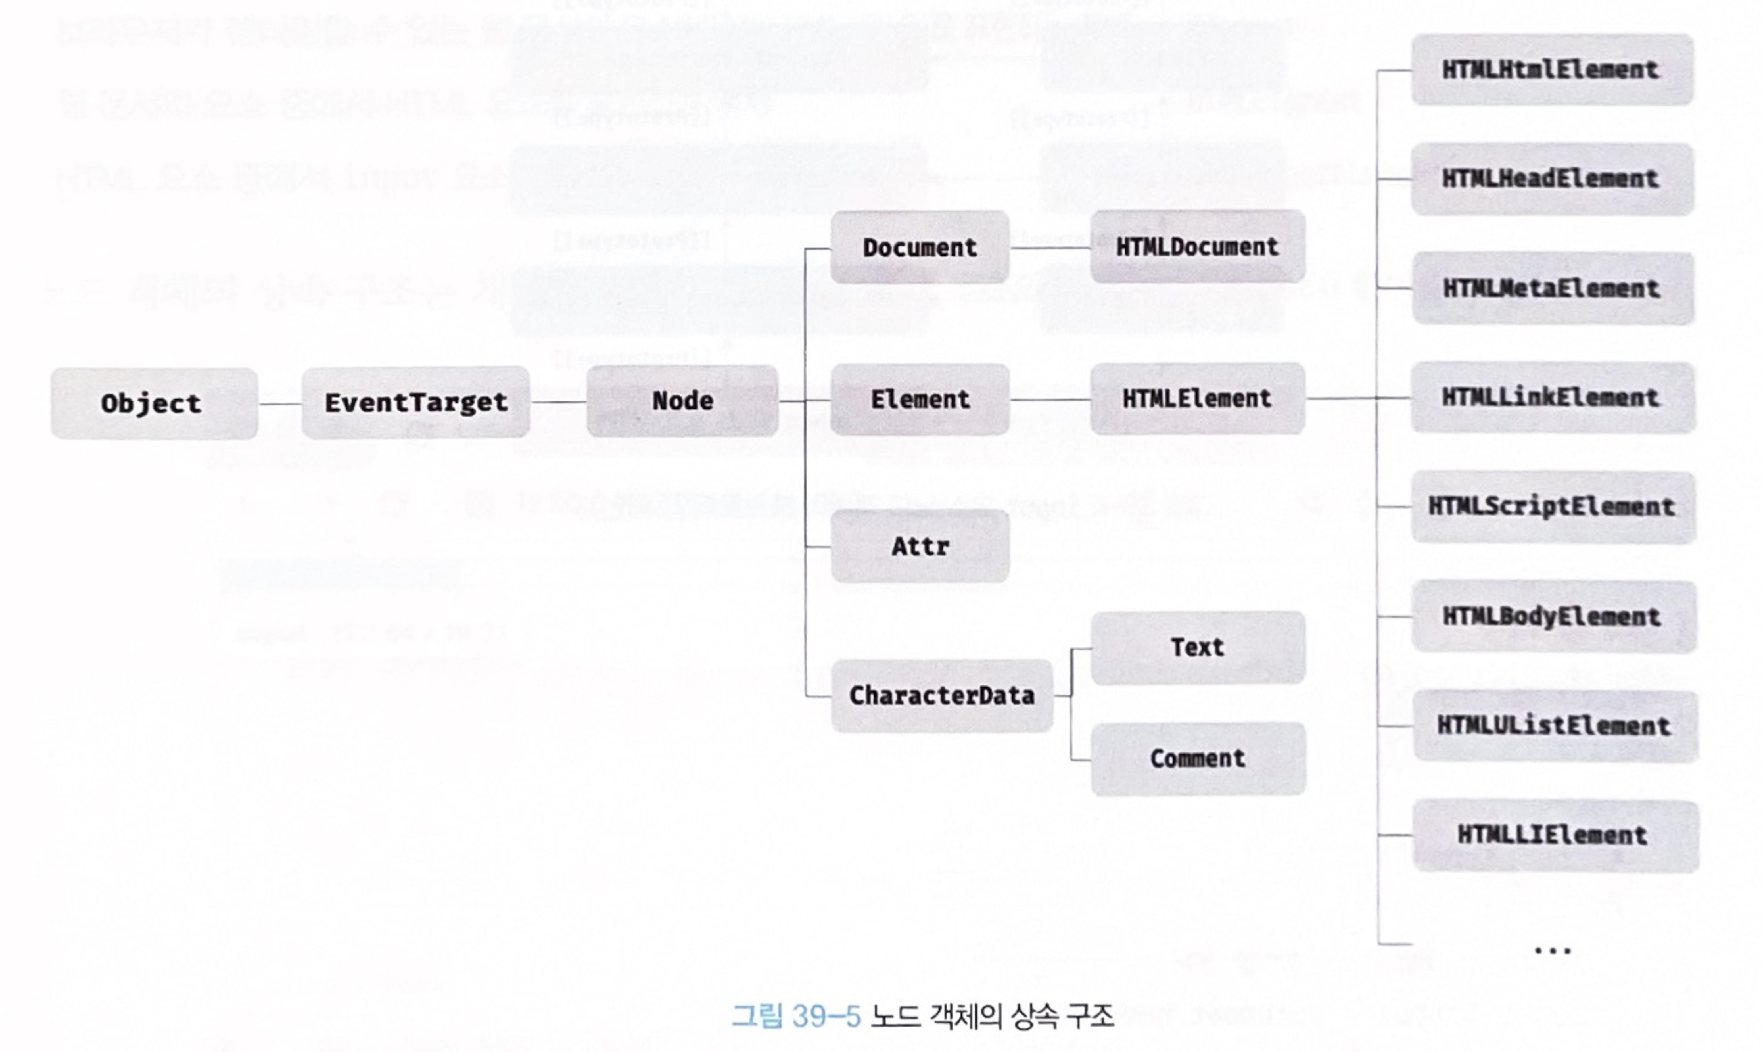 Object
EventTarget
Node
Document
Element
Attr
CharacterData
HTMLDocument
HTMLElement
Text
Comment
HTMLHtmlElement
HTMLHeadElement
HTMLMetaElement
HTMLLinkElement
HTMLScriptElement
HTMLBodyElement
HTMLUListElement
HTMLLIElement
...
그림 39-5 노드 객체의 상속 구조